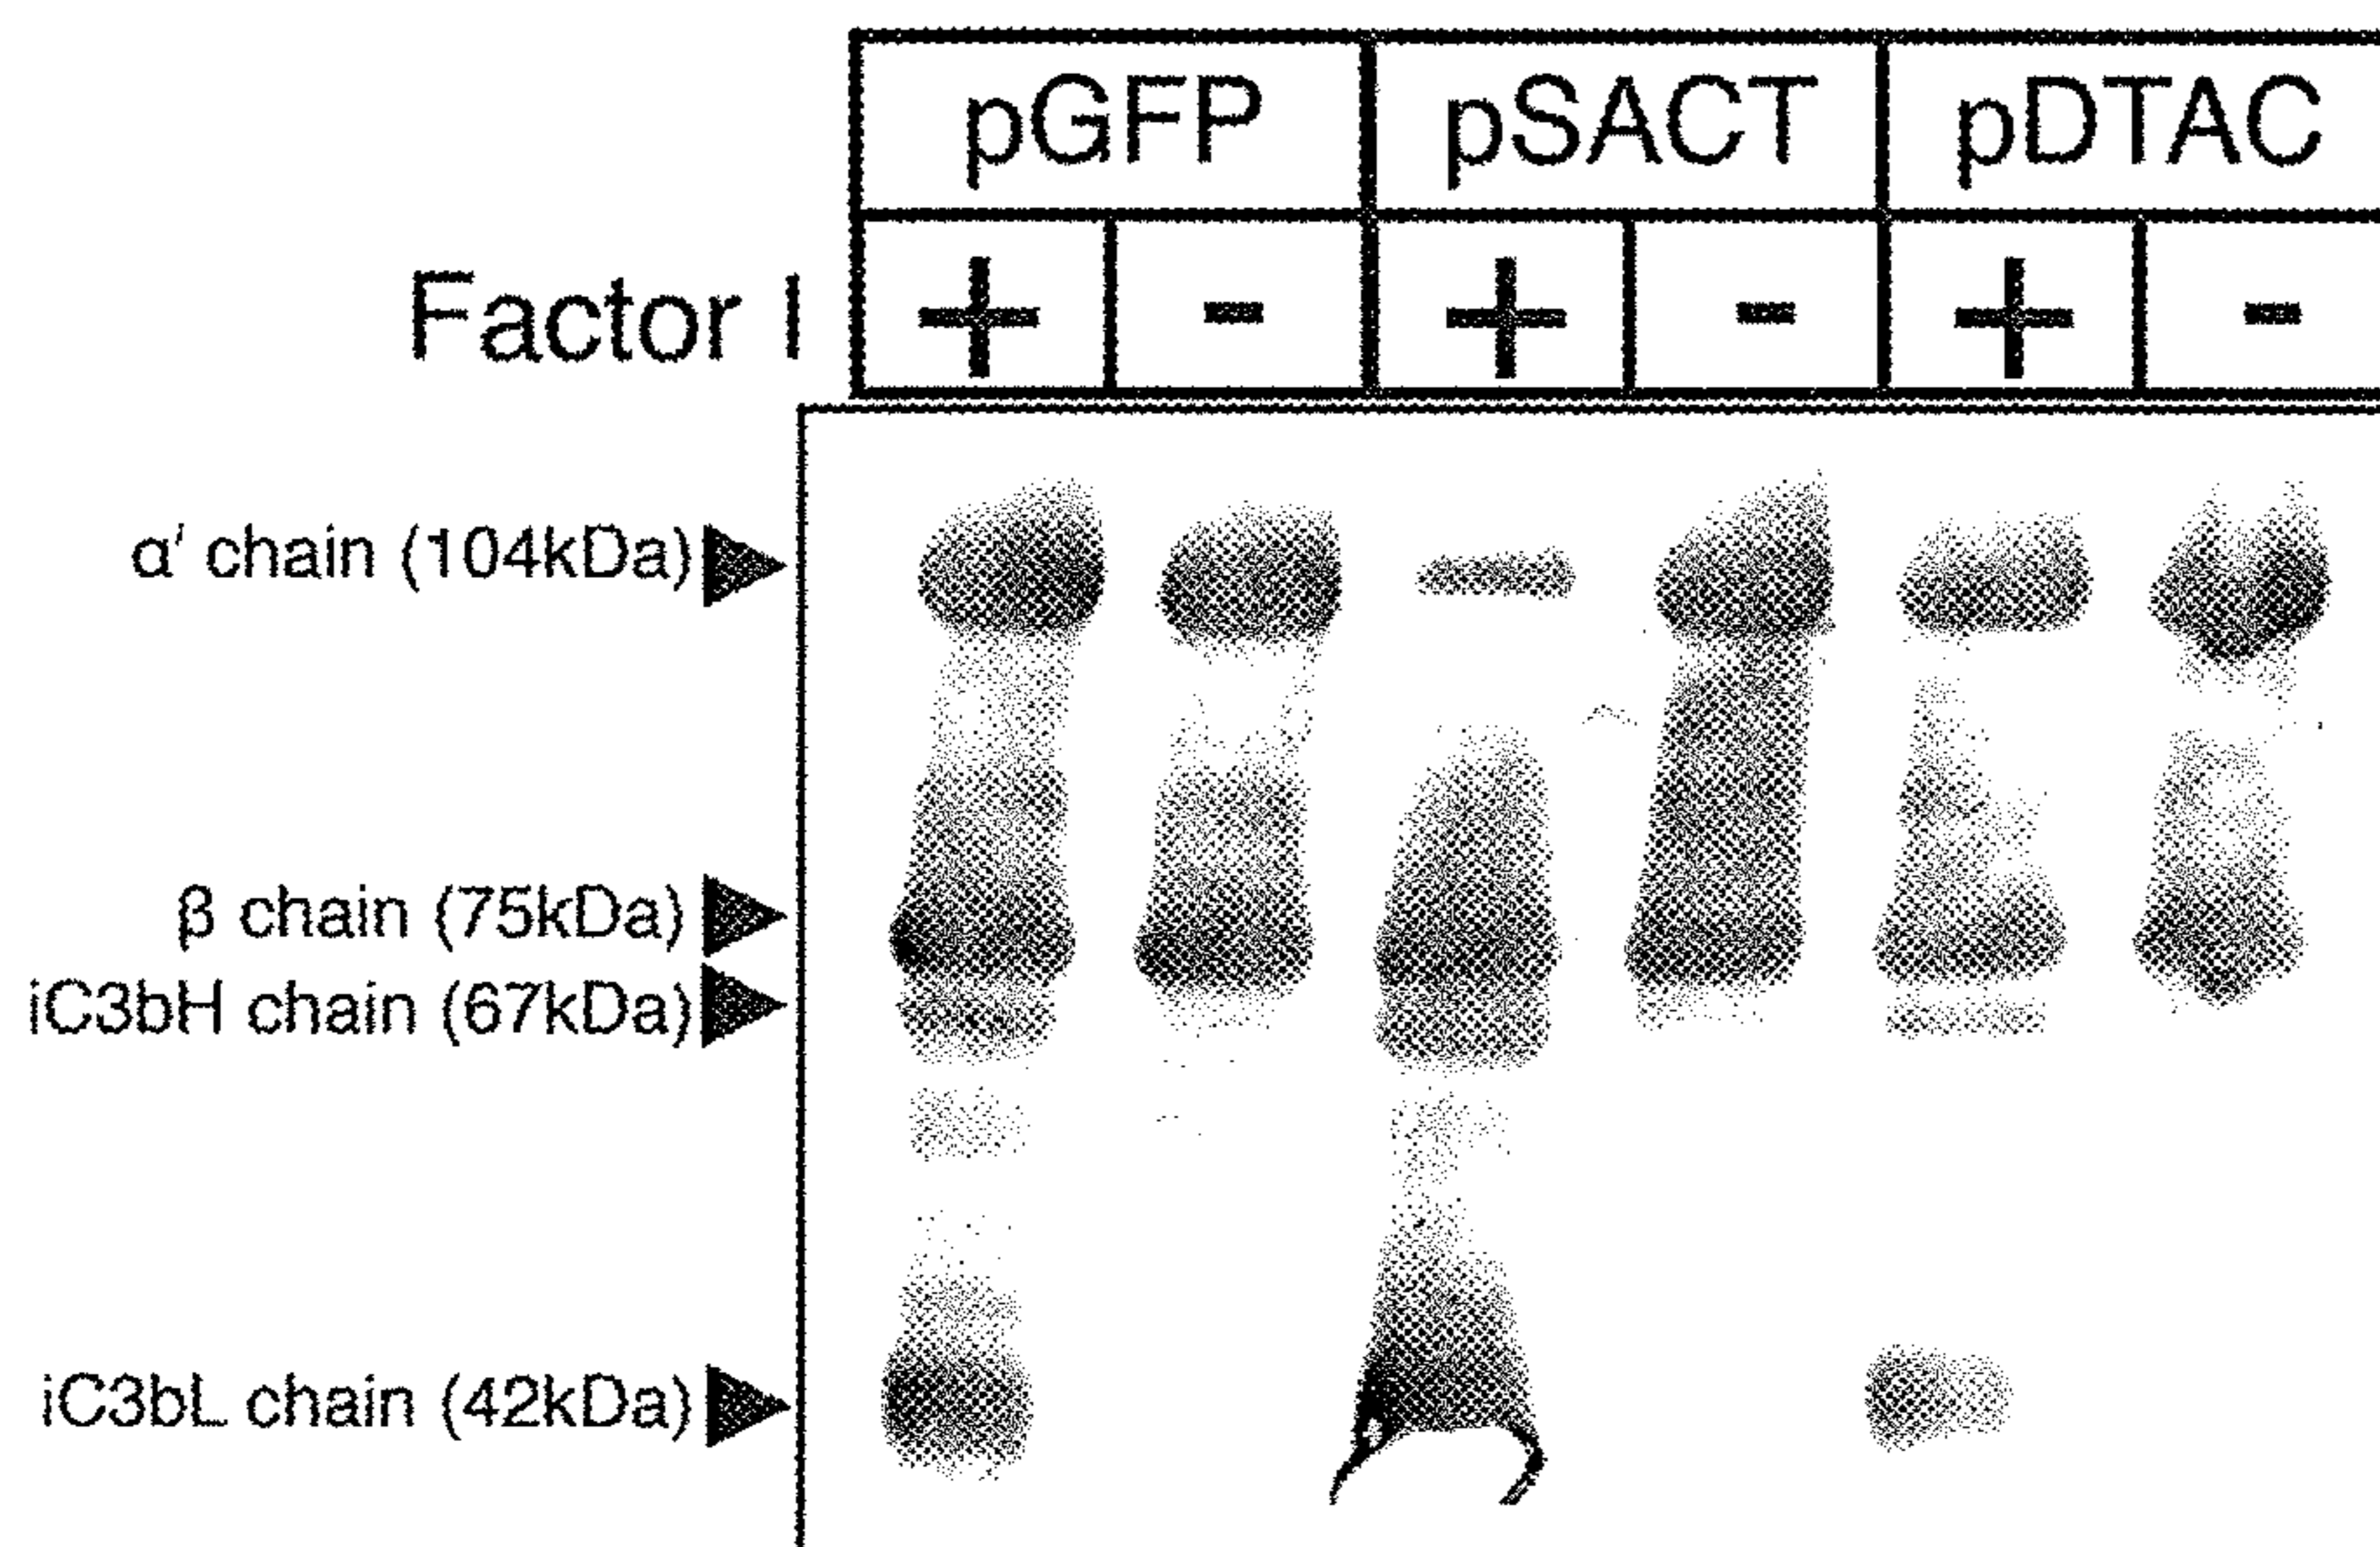 pGFP pSACT pDTAC
Factor I + - + - + -
α' chain (104kDa)
β chain (75kDa)
iC3bH chain (67kDa)
iC3bL chain (42kDa)